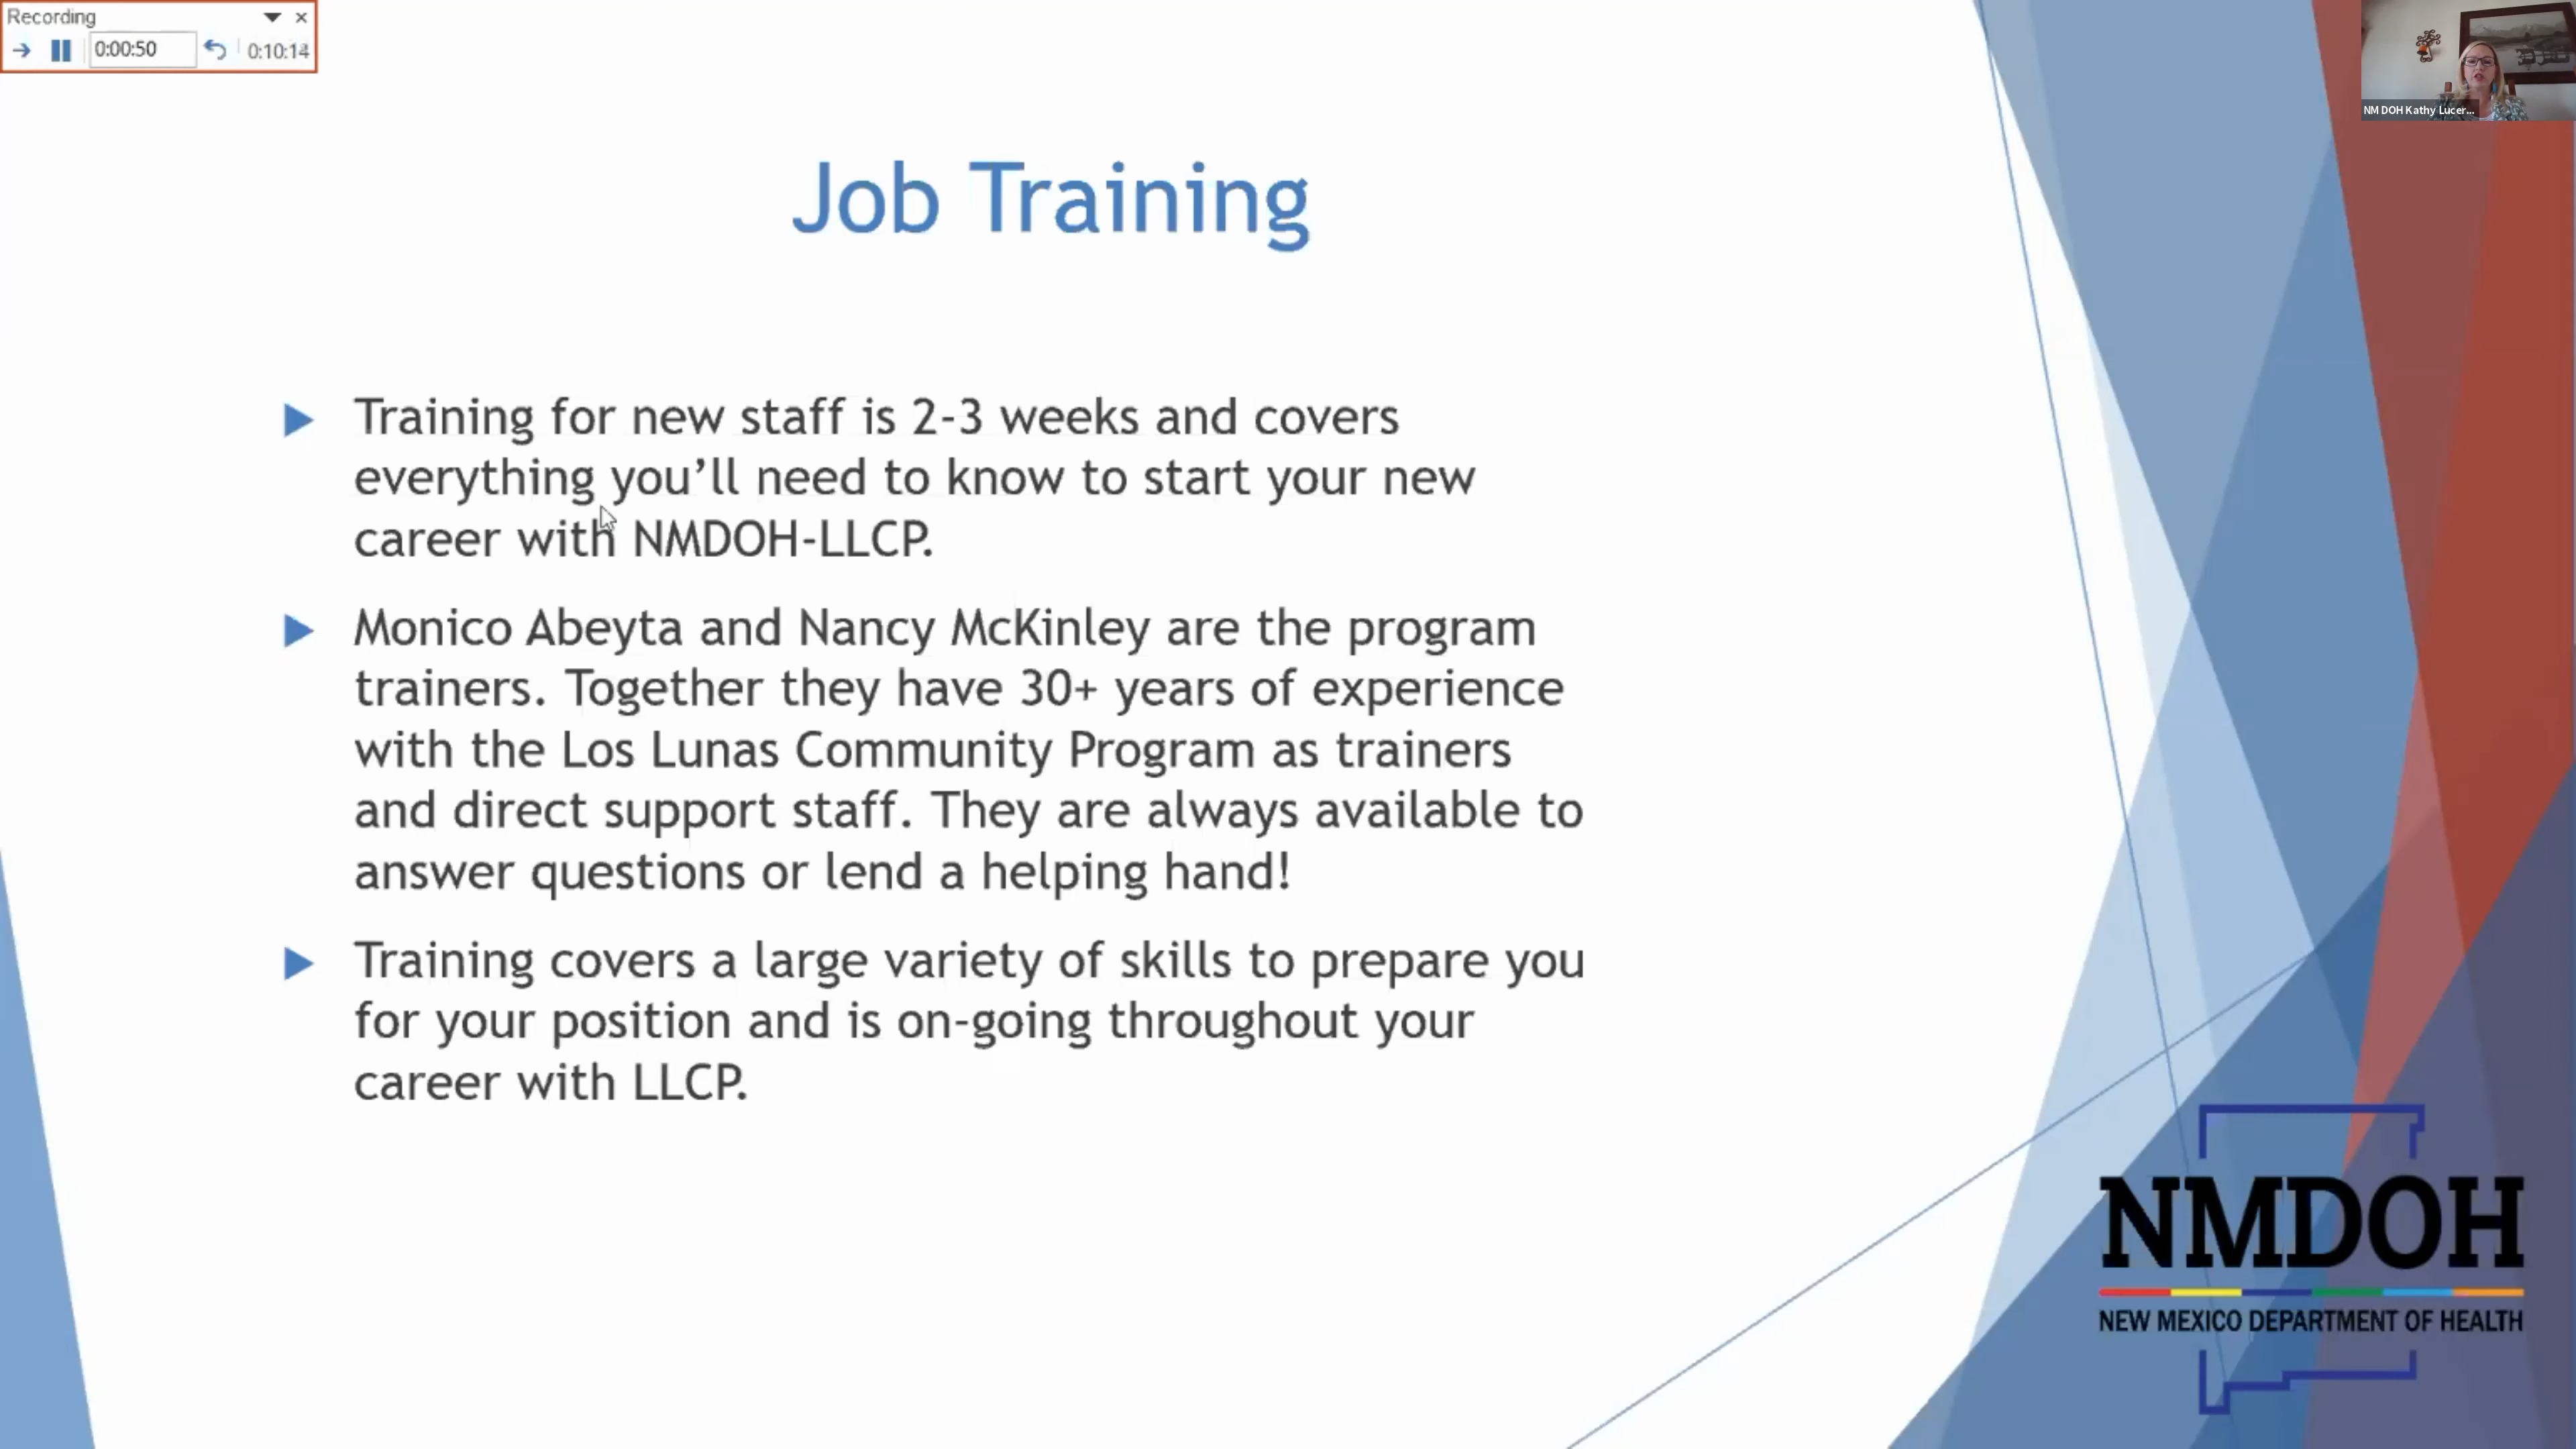 Recording
0:00:50
0:10:14
NM DOH Kathy Lucer...
Job Training
Training for new staff is 2-3 weeks and covers
everything you’ll need to know to start your new
career with NMDOH-LLCP.
Monico Abeyta and Nancy McKinley are the program
trainers. Together they have 30+ years of experience
with the Los Lunas Community Program as trainers
and direct support staff. They are always available to
answer questions or lend a helping hand!
Training covers a large variety of skills to prepare you
for your position and is on-going throughout your
career with LLCP.
NMDOH
NEW MEXICO DEPARTMENT OF HEALTH